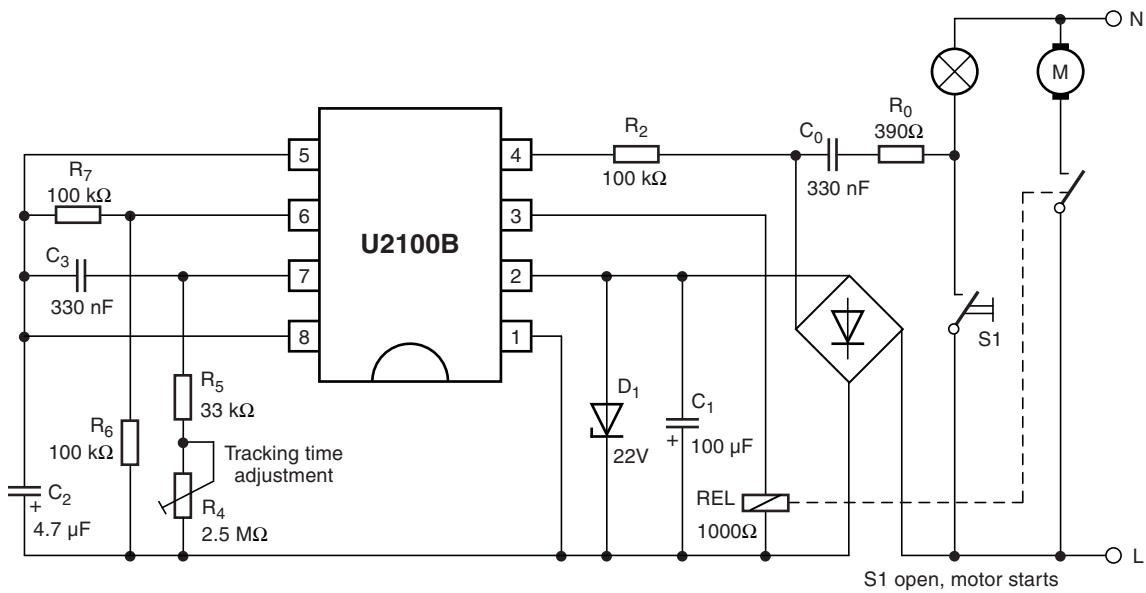 N
M
R0
390Ω
C0
330 nF
R2
100 kΩ
5
4
R7
100 kΩ
6
3
U2100B
C3
330 nF
7
2
8
1
S1
R5
33 kΩ
D1
22V
C1
+
100 µF
R6
100 kΩ
Tracking time
adjustment
C2
+
4.7 µF
R4
2.5 MΩ
REL
1000Ω
L
S1 open, motor starts